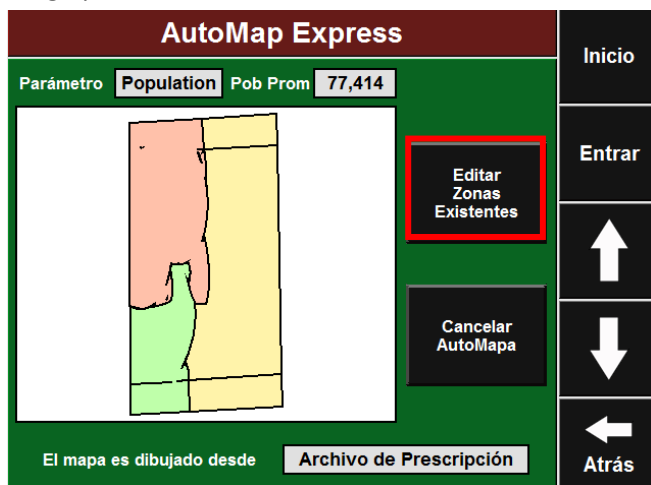 AutoMap Express
Parámetro Population Pob Prom 77,414
Editar
Zonas
Existentes
Cancelar
AutoMapa
El mapa es dibujado desde Archivo de Prescripción
Inicio
Entrar
Atrás